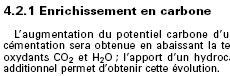 4.2.1 Enrichissement en carbone
L'augmentation du potentiel carbone d'u
cémentation sera obtenue en abaissant la te
oxydants CO₂ et H₂O ; l'apport d'un hydroc
additionnel permet d'obtenir cette évolution.